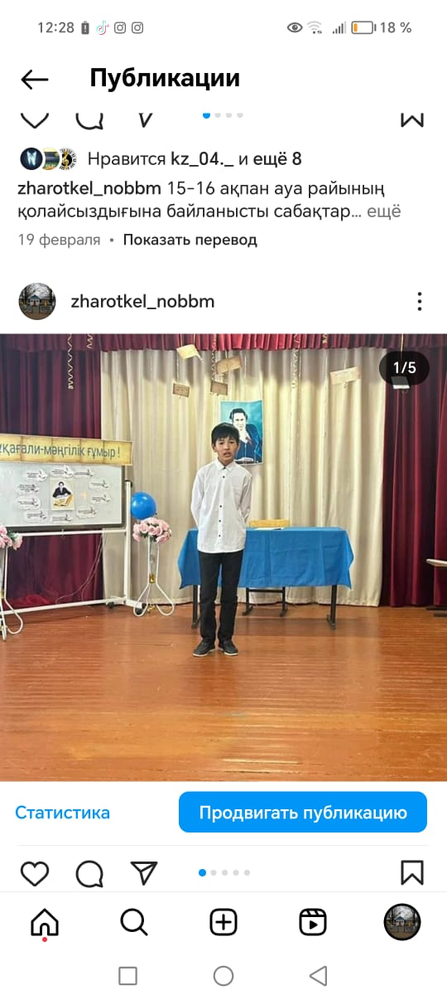 12:28
18 %
Публикации
Нравится kz_04._ и ещё 8
zharotkel_nobbm 15-16 ақпан ауа райының
қолайсыздығына байланысты сабақтар... ещё
19 февраля • Показать перевод
zharotkel_nobbm
1/5
ұқағали-мәңгілік ғұмыр!
Статистика
Продвигать публикацию